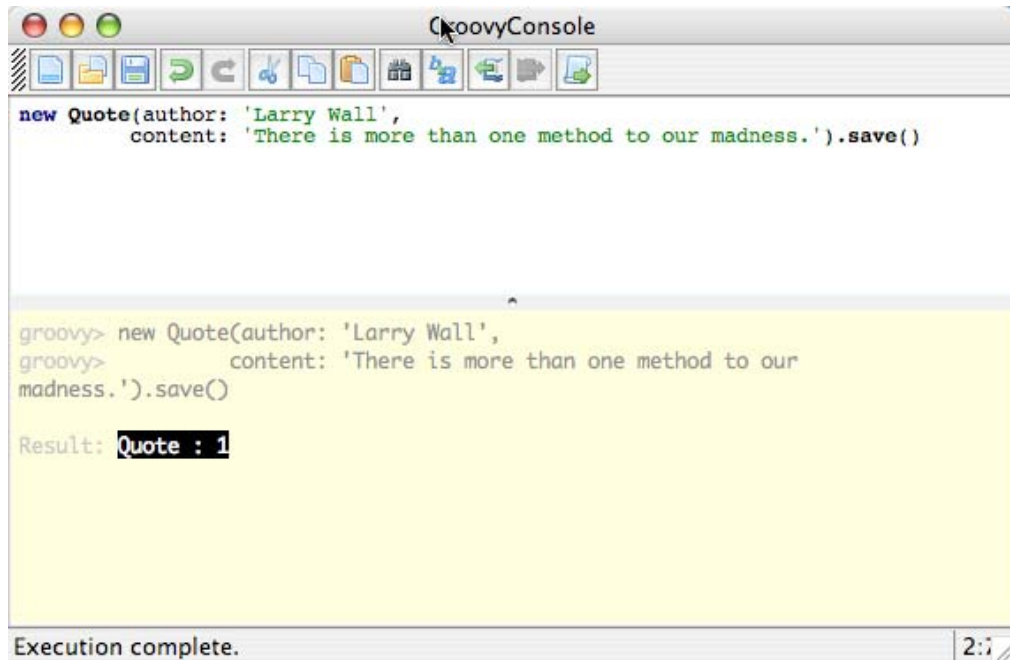 GroovyConsole
new Quote(author: 'Larry Wall',
content: 'There is more than one method to our madness.').save()
groovy> new Quote(author: 'Larry Wall',
groovy> content: 'There is more than one method to our
madness.').save()
Result: Quote : 1
Execution complete.